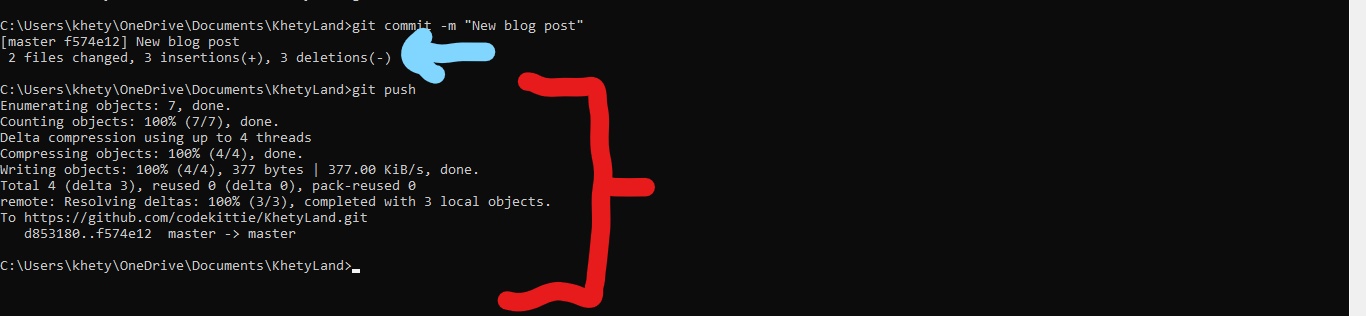 C:\Users\khety\OneDrive\Documents\KhetyLand>git commit -m "New blog post"
[master f574e12] New blog post
 2 files changed, 3 insertions(+), 3 deletions(-)
C:\Users\khety\OneDrive\Documents\KhetyLand>git push
Enumerating objects: 7, done.
Counting objects: 100% (7/7), done.
Delta compression using up to 4 threads
Compressing objects: 100% (4/4), done.
Writing objects: 100% (4/4), 377 bytes | 377.00 KiB/s, done.
Total 4 (delta 3), reused 0 (delta 0), pack-reused 0
remote: Resolving deltas: 100% (3/3), completed with 3 local objects.
To https://github.com/codekittie/KhetyLand.git
   d853180..f574e12  master -> master
C:\Users\khety\OneDrive\Documents\KhetyLand>